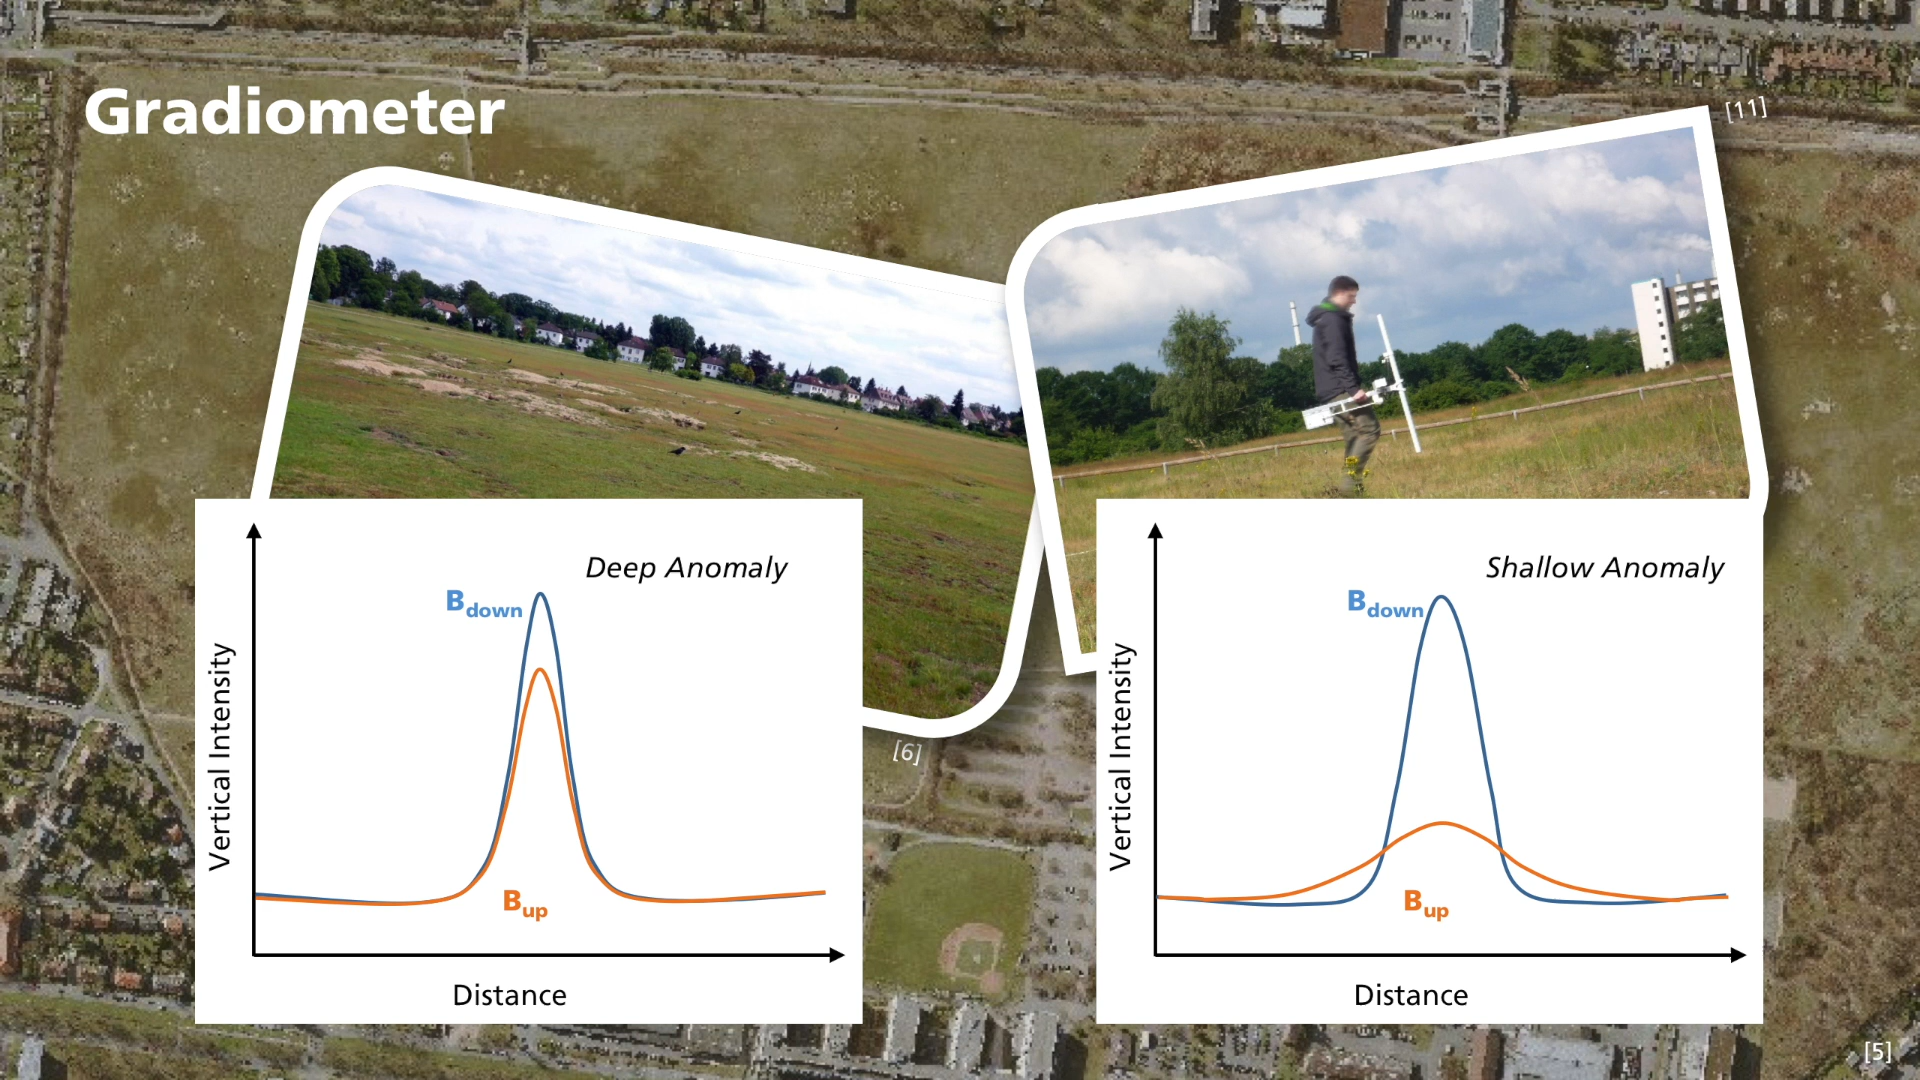 Gradiometer
[11]
[6]
Deep Anomaly
Bdown
Bup
Vertical Intensity
Distance
Shallow Anomaly
Bdown
Bup
Vertical Intensity
Distance
[5]